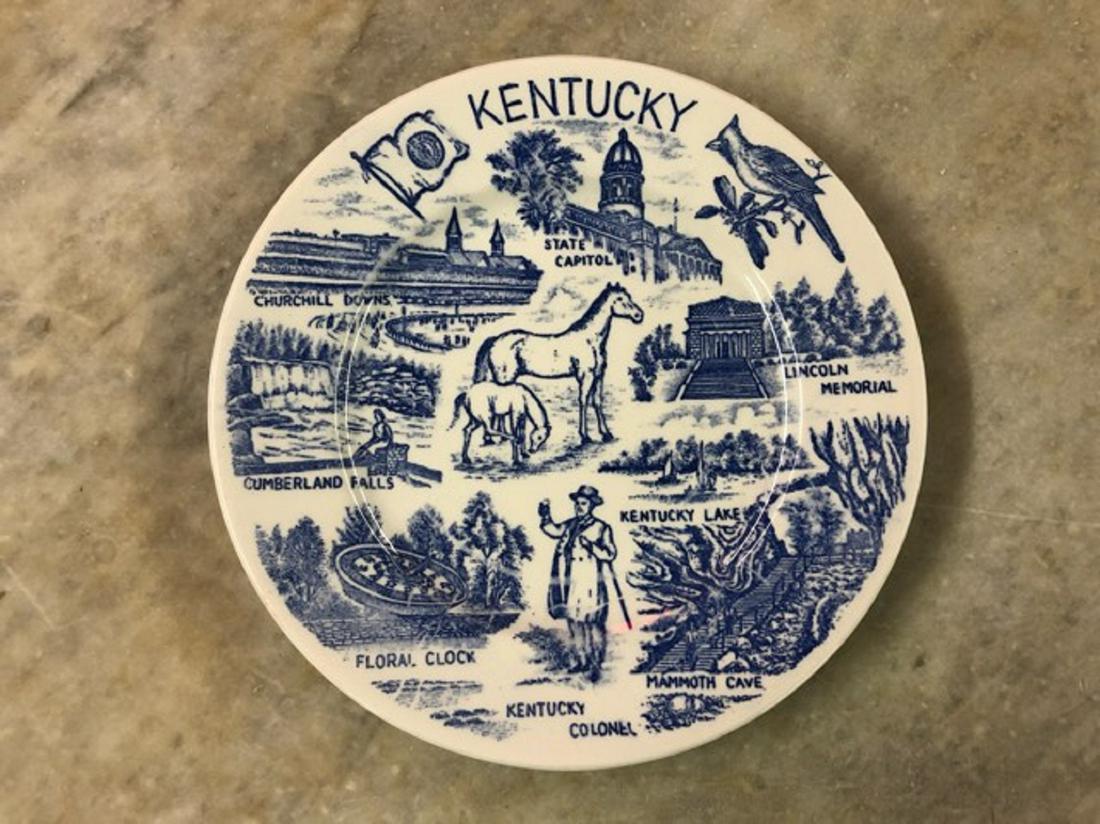 KENTUCKY
STATE
CAPITOL
CHURCHILL DOWNS
LINCOLN
MEMORIAL
CUMBERLAND FALLS
KENTUCKY LAKE
FLORAL CLOCK
MAMMOTH CAVE
KENTUCKY
COLONEL